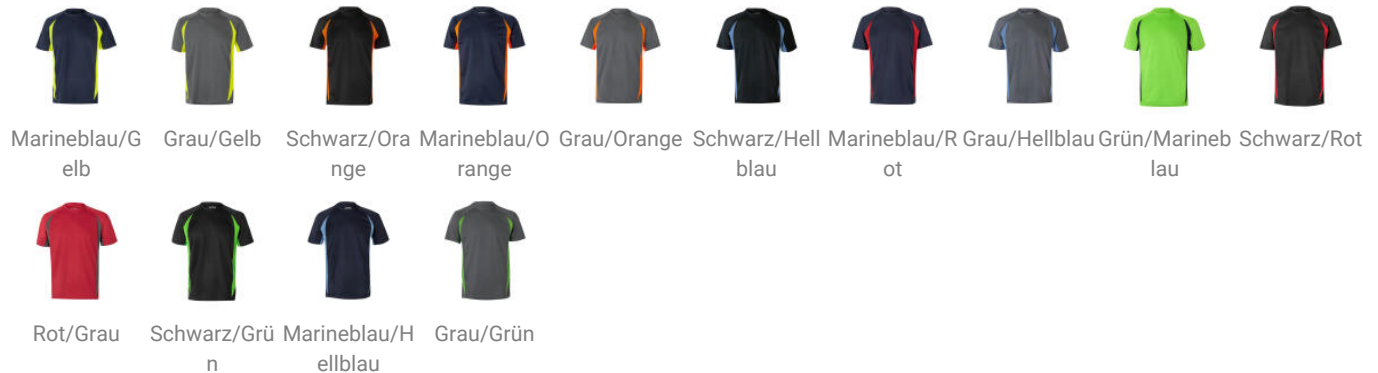 Marineblau/G Grau/Gelb Schwarz/Ora Marineblau/O Grau/Orange Schwarz/Hell Marineblau/R Grau/Hellblau Grün/Marineb Schwarz/Rot
elb nge range blau ot lau
Rot/Grau Schwarz/Grü Marineblau/H Grau/Grün
n ellblau